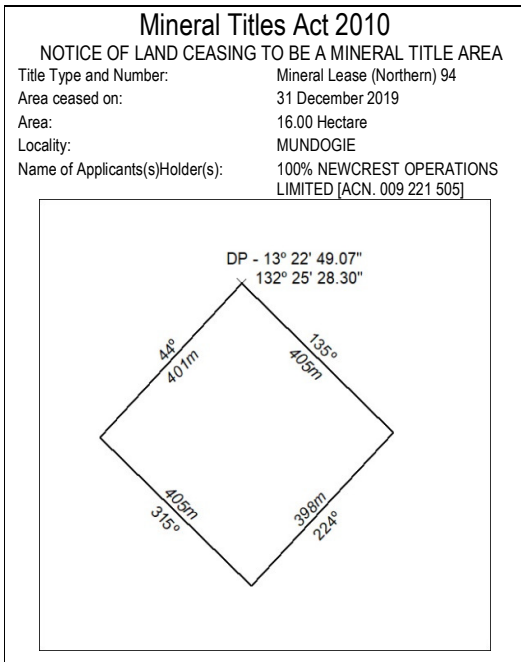 Mineral Titles Act 2010
NOTICE OF LAND CEASING TO BE A MINERAL TITLE AREA
Title Type and Number: Mineral Lease (Northern) 94
Area ceased on: 31 December 2019
Area: 16.00 Hectare
Locality: MUNDOGIE
Name of Applicants(s)Holder(s): 100% NEWCREST OPERATIONS
LIMITED [ACN. 009 221 505]
DP - 13º 22' 49.07"
132º 25' 28.30"
44º
401m
135º
405m
405m
315º
398m
224º